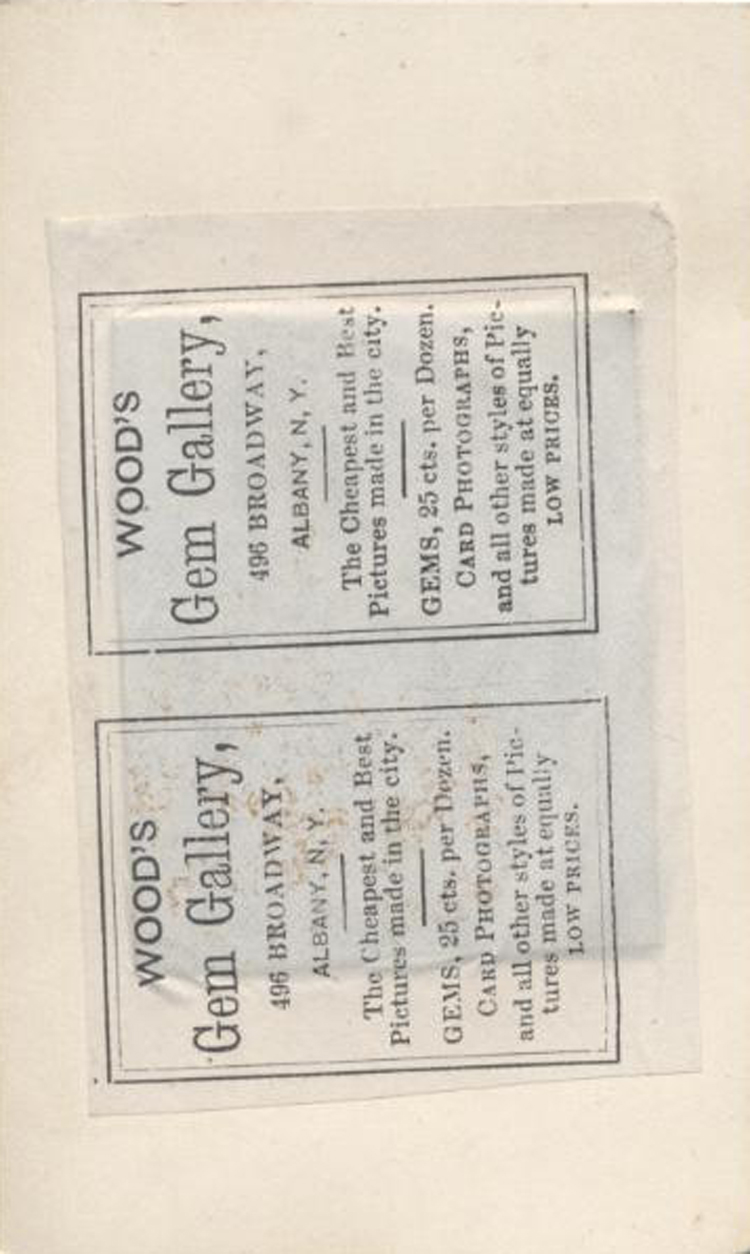 WOOD'S
Gem Gallery,
496 BROADWAY,
ALBANY, N, Y.
The Cheapest and Best
Pictures made in the city.
GEMS, 25 cts. per Dozen.
CARD PHOTOGRAPHS,
and all other styles of Pic-
tures made at equally
LOW PRICES.
WOOD'S
Gem Gallery,
496 BROADWAY,
ALBANY, N, Y.
The Cheapest and Best
Pictures made in the city.
GEMS, 25 cts. per Dozen.
CARD PHOTOGRAPHS,
and all other styles of Pic-
tures made at equally
LOW PRICES.